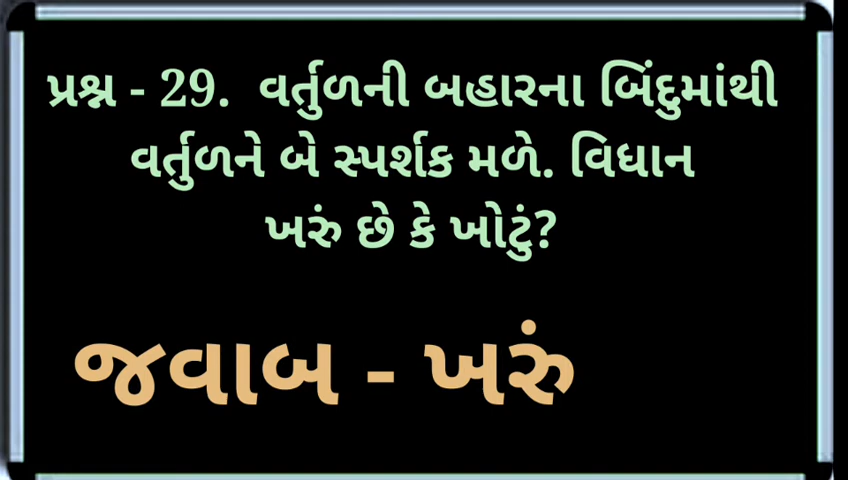 પ્રશ્ન - 29. વર્તુળની બહારના બિંદુમાંથી
વર્તુળને બે સ્પર્શક મળે. વિધાન
ખરું છે કે ખોટું?
જવાબ - ખરું